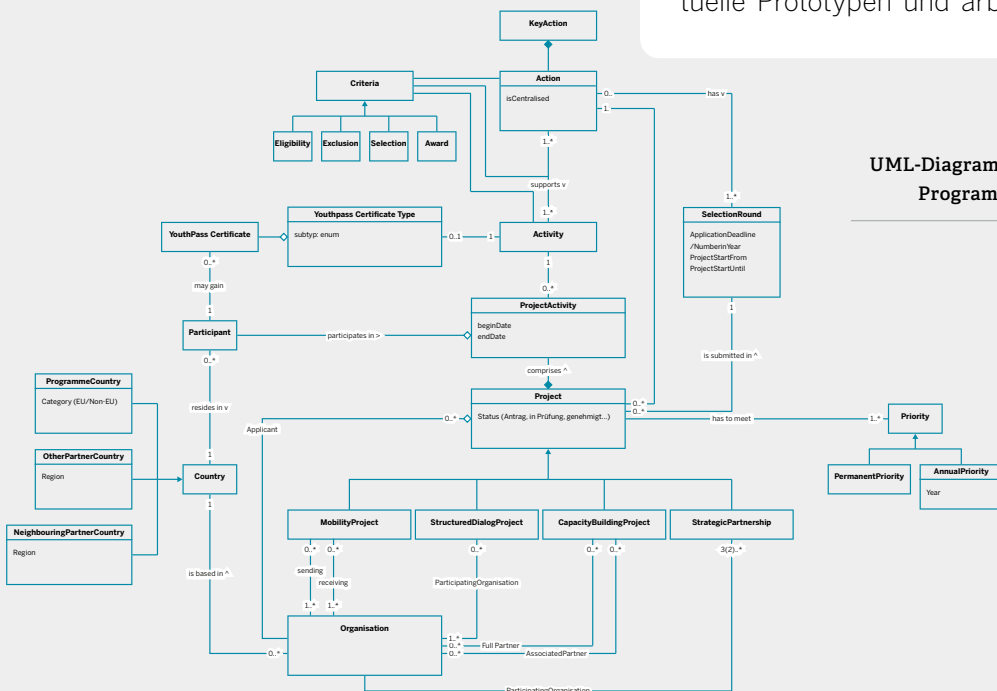 tuelle Prototypen und arb
KeyAction
Action
isCentralised
0..
has v
1.
Criteria
Eligibility
Exclusion
Selection
Award
1..*
supports v
1..*
UML-Diagram
Program
1..*
SelectionRound
ApplicationDeadline
/NumberinYear
ProjectStartFrom
ProjectStartUntil
1
Youthpass Certificate Type
subtyp: enum
YouthPass Certificate
0..1
1
Activity
1
0..*
0..*
may gain
1
ProjectActivity
beginDate
endDate
Participant
participates in >
0..*
is submitted in ^
comprises ^
ProgrammeCountry
Category (EU/Non-EU)
Project
Status (Antrag, in Prüfung, genehmigt...)
0..*
0..*
0..*
has to meet
1..*
Priority
resides in v
Applicant
OtherPartnerCountry
Region
1
Country
1
PermanentPriority
AnnualPriority
Year
NeighbouringPartnerCountry
Region
MobilityProject
StructuredDialogProject
CapacityBuildingProject
StrategicPartnership
0..*
0..*
0..*
0..*
0..*
3(2)..*
is based in ^
sending
receiving
ParticipatingOrganisation
1..*
1..*
Organisation
1..*
0..*
Full Partner
0..*
0..*
AssociatedPartner
ParticipatingOrganisation